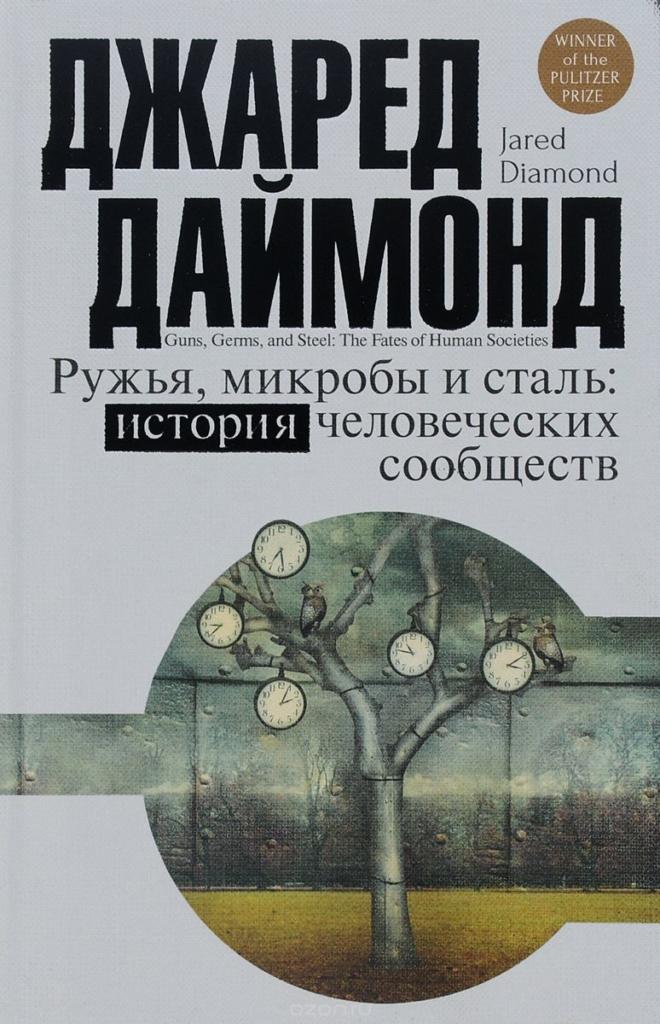 WINNER
of the
PULITZER
PRIZE
ДЖАРЕД
Jared
Diamond
ДАЙМОНД
Guns, Germs, and Steel: The Fates of Human Societies
Ружья, микробы и сталь:
история человеческих
сообществ
ozon.ru